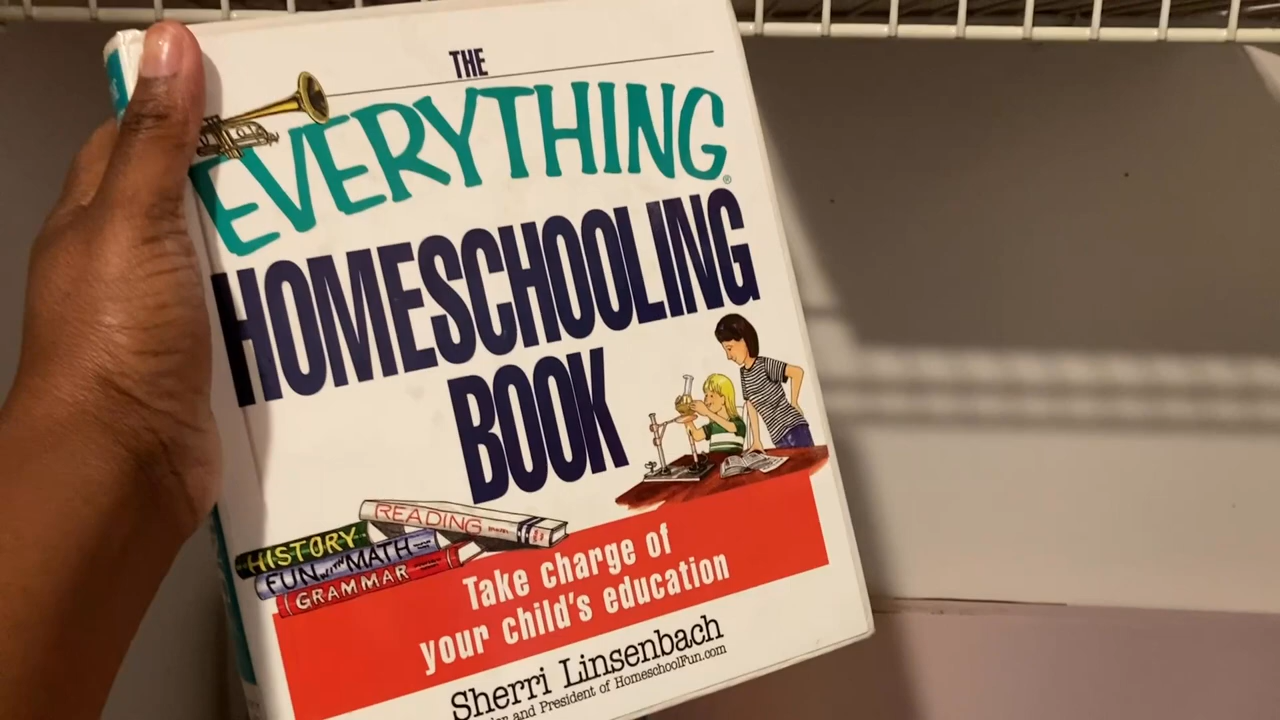 THE
EVERYTHING®
HOMESCHOOLING
BOOK
READING
HISTORY
FUN WITH MATH
GRAMMAR
Take charge of
your child's education
Sherri Linsenbach
and President of HomeschoolFun.com